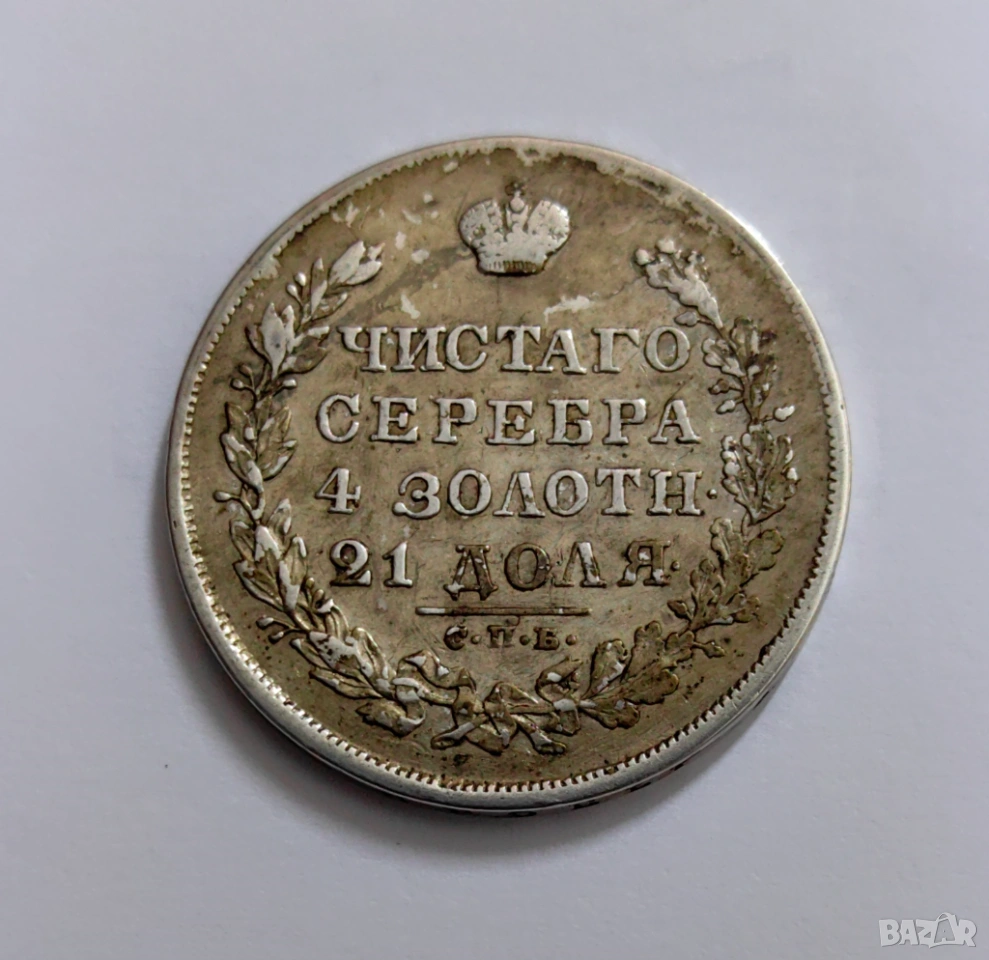 ЧИСТАГО
СЕРЕБРА
4 ЗОЛОТН·
21 ДОЛЯ·
С·П·Б·
BAZAR